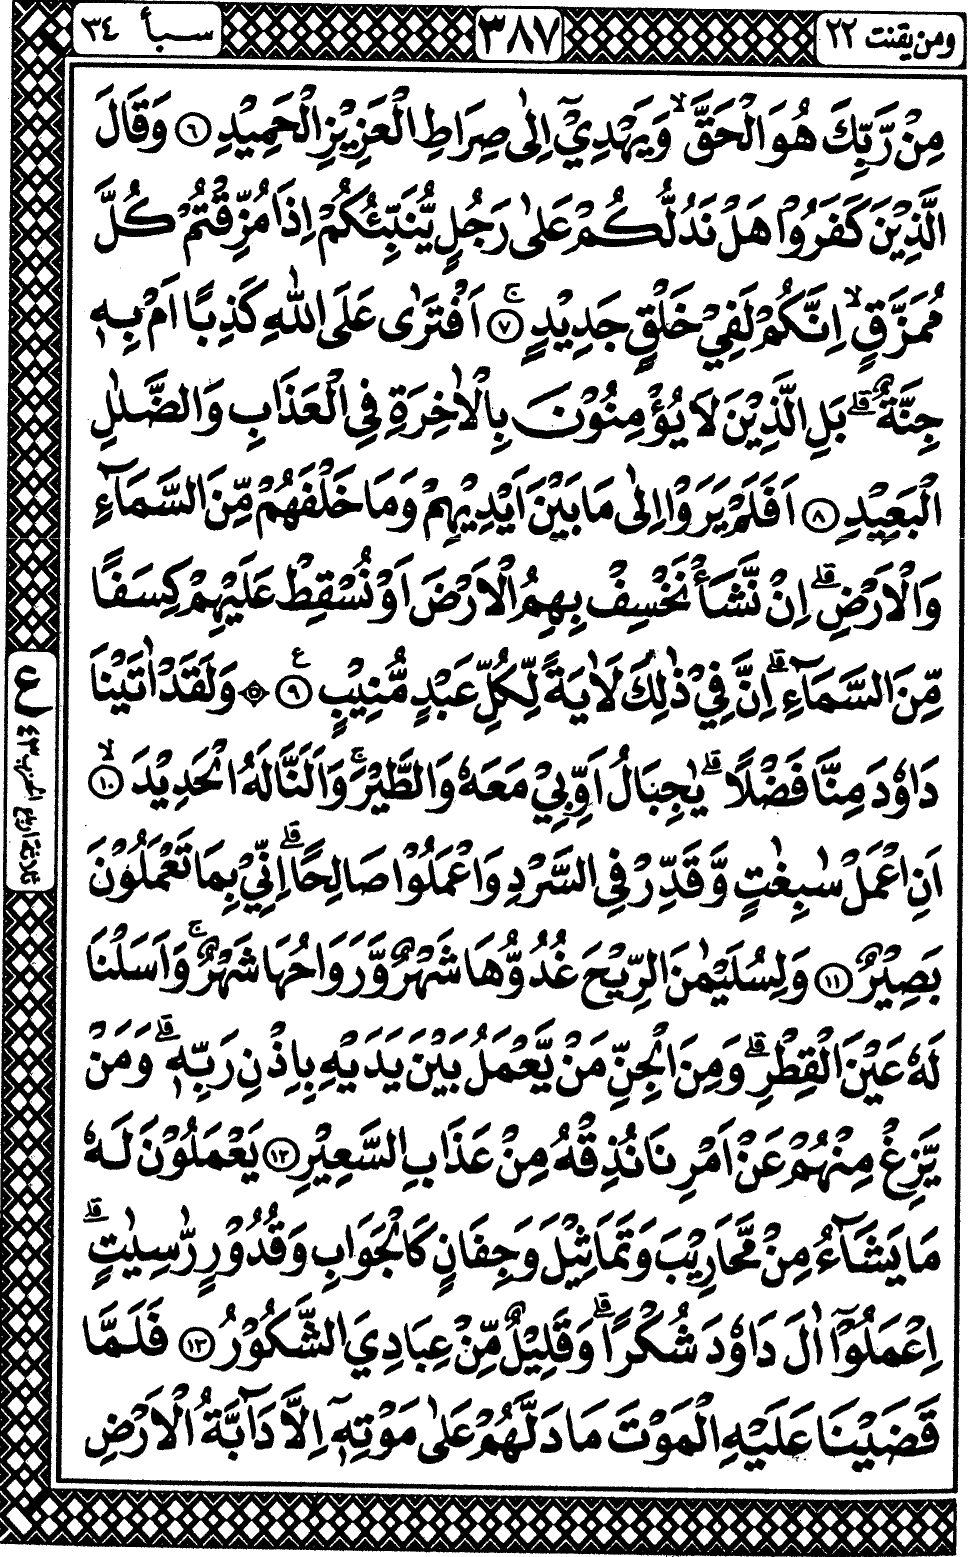 ومن يقنت ٢٢
٣٨٧
سبأ ٣٤
مِنْ رَّبِّكَ هُوَ الْحَقَّ ۙ وَيَهْدِيْۤ اِلٰى صِرَاطِ الْعَزِيْزِ الْحَمِيْدِ ۝٦ وَقَالَ
الَّذِيْنَ كَفَرُوْا هَلْ نَدُلُّكُمْ عَلٰى رَجُلٍ يُّنَبِّئُكُمْ اِذَا مُزِّقْتُمْ كُلَّ
مُمَزَّقٍ ۙ اِنَّكُمْ لَفِيْ خَلْقٍ جَدِيْدٍ ۚ ۝٧ اَفْتَرٰى عَلَى اللّٰهِ كَذِبًا اَمْ بِهٖ
جِنَّةٌ ؕ بَلِ الَّذِيْنَ لَا يُؤْمِنُوْنَ بِالْاٰخِرَةِ فِي الْعَذَابِ وَالضَّلٰلِ
الْبَعِيْدِ ۝٨ اَفَلَمْ يَرَوْا اِلٰى مَا بَيْنَ اَيْدِيْهِمْ وَمَا خَلْفَهُمْ مِّنَ السَّمَآءِ
وَالْاَرْضِ ؕ اِنْ نَّشَاْ نَخْسِفْ بِهِمُ الْاَرْضَ اَوْ نُسْقِطْ عَلَيْهِمْ كِسَفًا
مِّنَ السَّمَآءِ ؕ اِنَّ فِيْ ذٰلِكَ لَاٰيَةً لِّكُلِّ عَبْدٍ مُّنِيْبٍ ۝٩ ع وَلَقَدْ اٰتَيْنَا
دَاوٗدَ مِنَّا فَضْلًا ؕ يٰجِبَالُ اَوِّبِيْ مَعَهٗ وَالطَّيْرَ ۚ وَاَلَنَّا لَهُ الْحَدِيْدَ ۙ ۝١٠
اَنِ اعْمَلْ سٰبِغٰتٍ وَّقَدِّرْ فِي السَّرْدِ وَاعْمَلُوْا صَالِحًا ؕ اِنِّيْ بِمَا تَعْمَلُوْنَ
بَصِيْرٌ ۝١١ وَلِسُلَيْمٰنَ الرِّيْحَ غُدُوُّهَا شَهْرٌ وَّرَوَاحُهَا شَهْرٌ ۚ وَاَسَلْنَا
لَهٗ عَيْنَ الْقِطْرِ ؕ وَمِنَ الْجِنِّ مَنْ يَّعْمَلُ بَيْنَ يَدَيْهِ بِاِذْنِ رَبِّهٖ ؕ وَمَنْ
يَّزِغْ مِنْهُمْ عَنْ اَمْرِنَا نُذِقْهُ مِنْ عَذَابِ السَّعِيْرِ ۝١٢ يَعْمَلُوْنَ لَهٗ
مَا يَشَآءُ مِنْ مَّحَارِيْبَ وَتَمَاثِيْلَ وَجِفَانٍ كَالْجَوَابِ وَقُدُوْرٍ رّٰسِيٰتٍ ؕ
اِعْمَلُوْۤا اٰلَ دَاوٗدَ شُكْرًا ؕ وَقَلِيْلٌ مِّنْ عِبَادِيَ الشَّكُوْرُ ۝١٣ فَلَمَّا
قَضَيْنَا عَلَيْهِ الْمَوْتَ مَا دَلَّهُمْ عَلٰى مَوْتِهٖۤ اِلَّا دَآبَّةُ الْاَرْضِ
ع